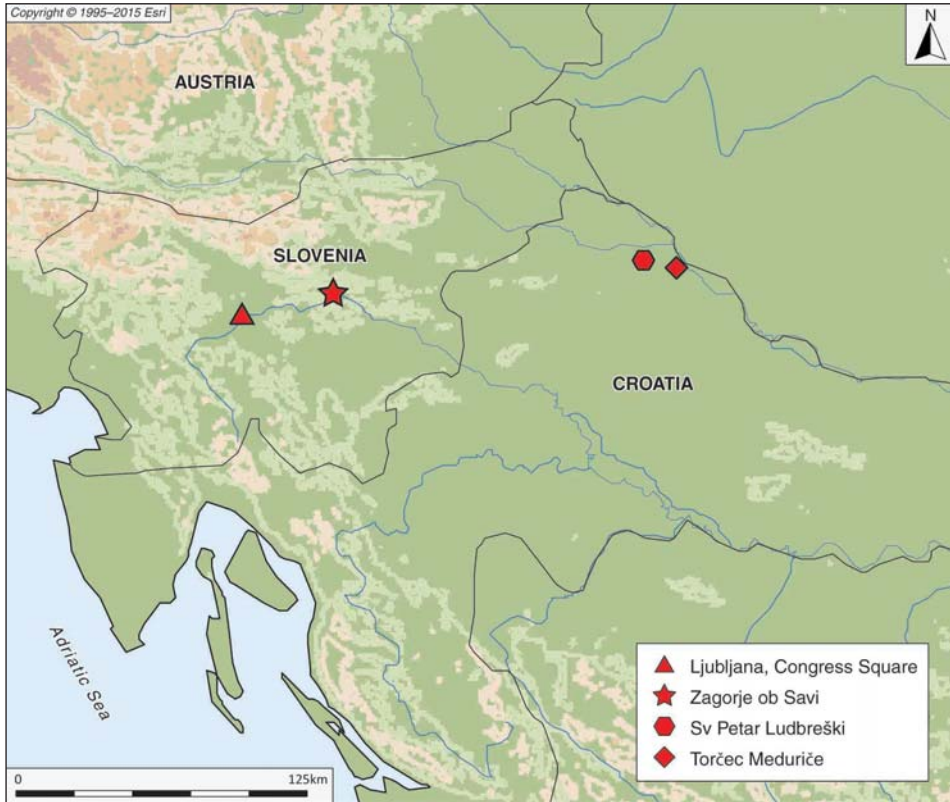 Copyright © 1995–2015 Esri
N
AUSTRIA
SLOVENIA
CROATIA
Adriatic Sea
Ljubljana, Congress Square
Zagorje ob Savi
Sv Petar Ludbreški
Torčec Meduriče
0 125km